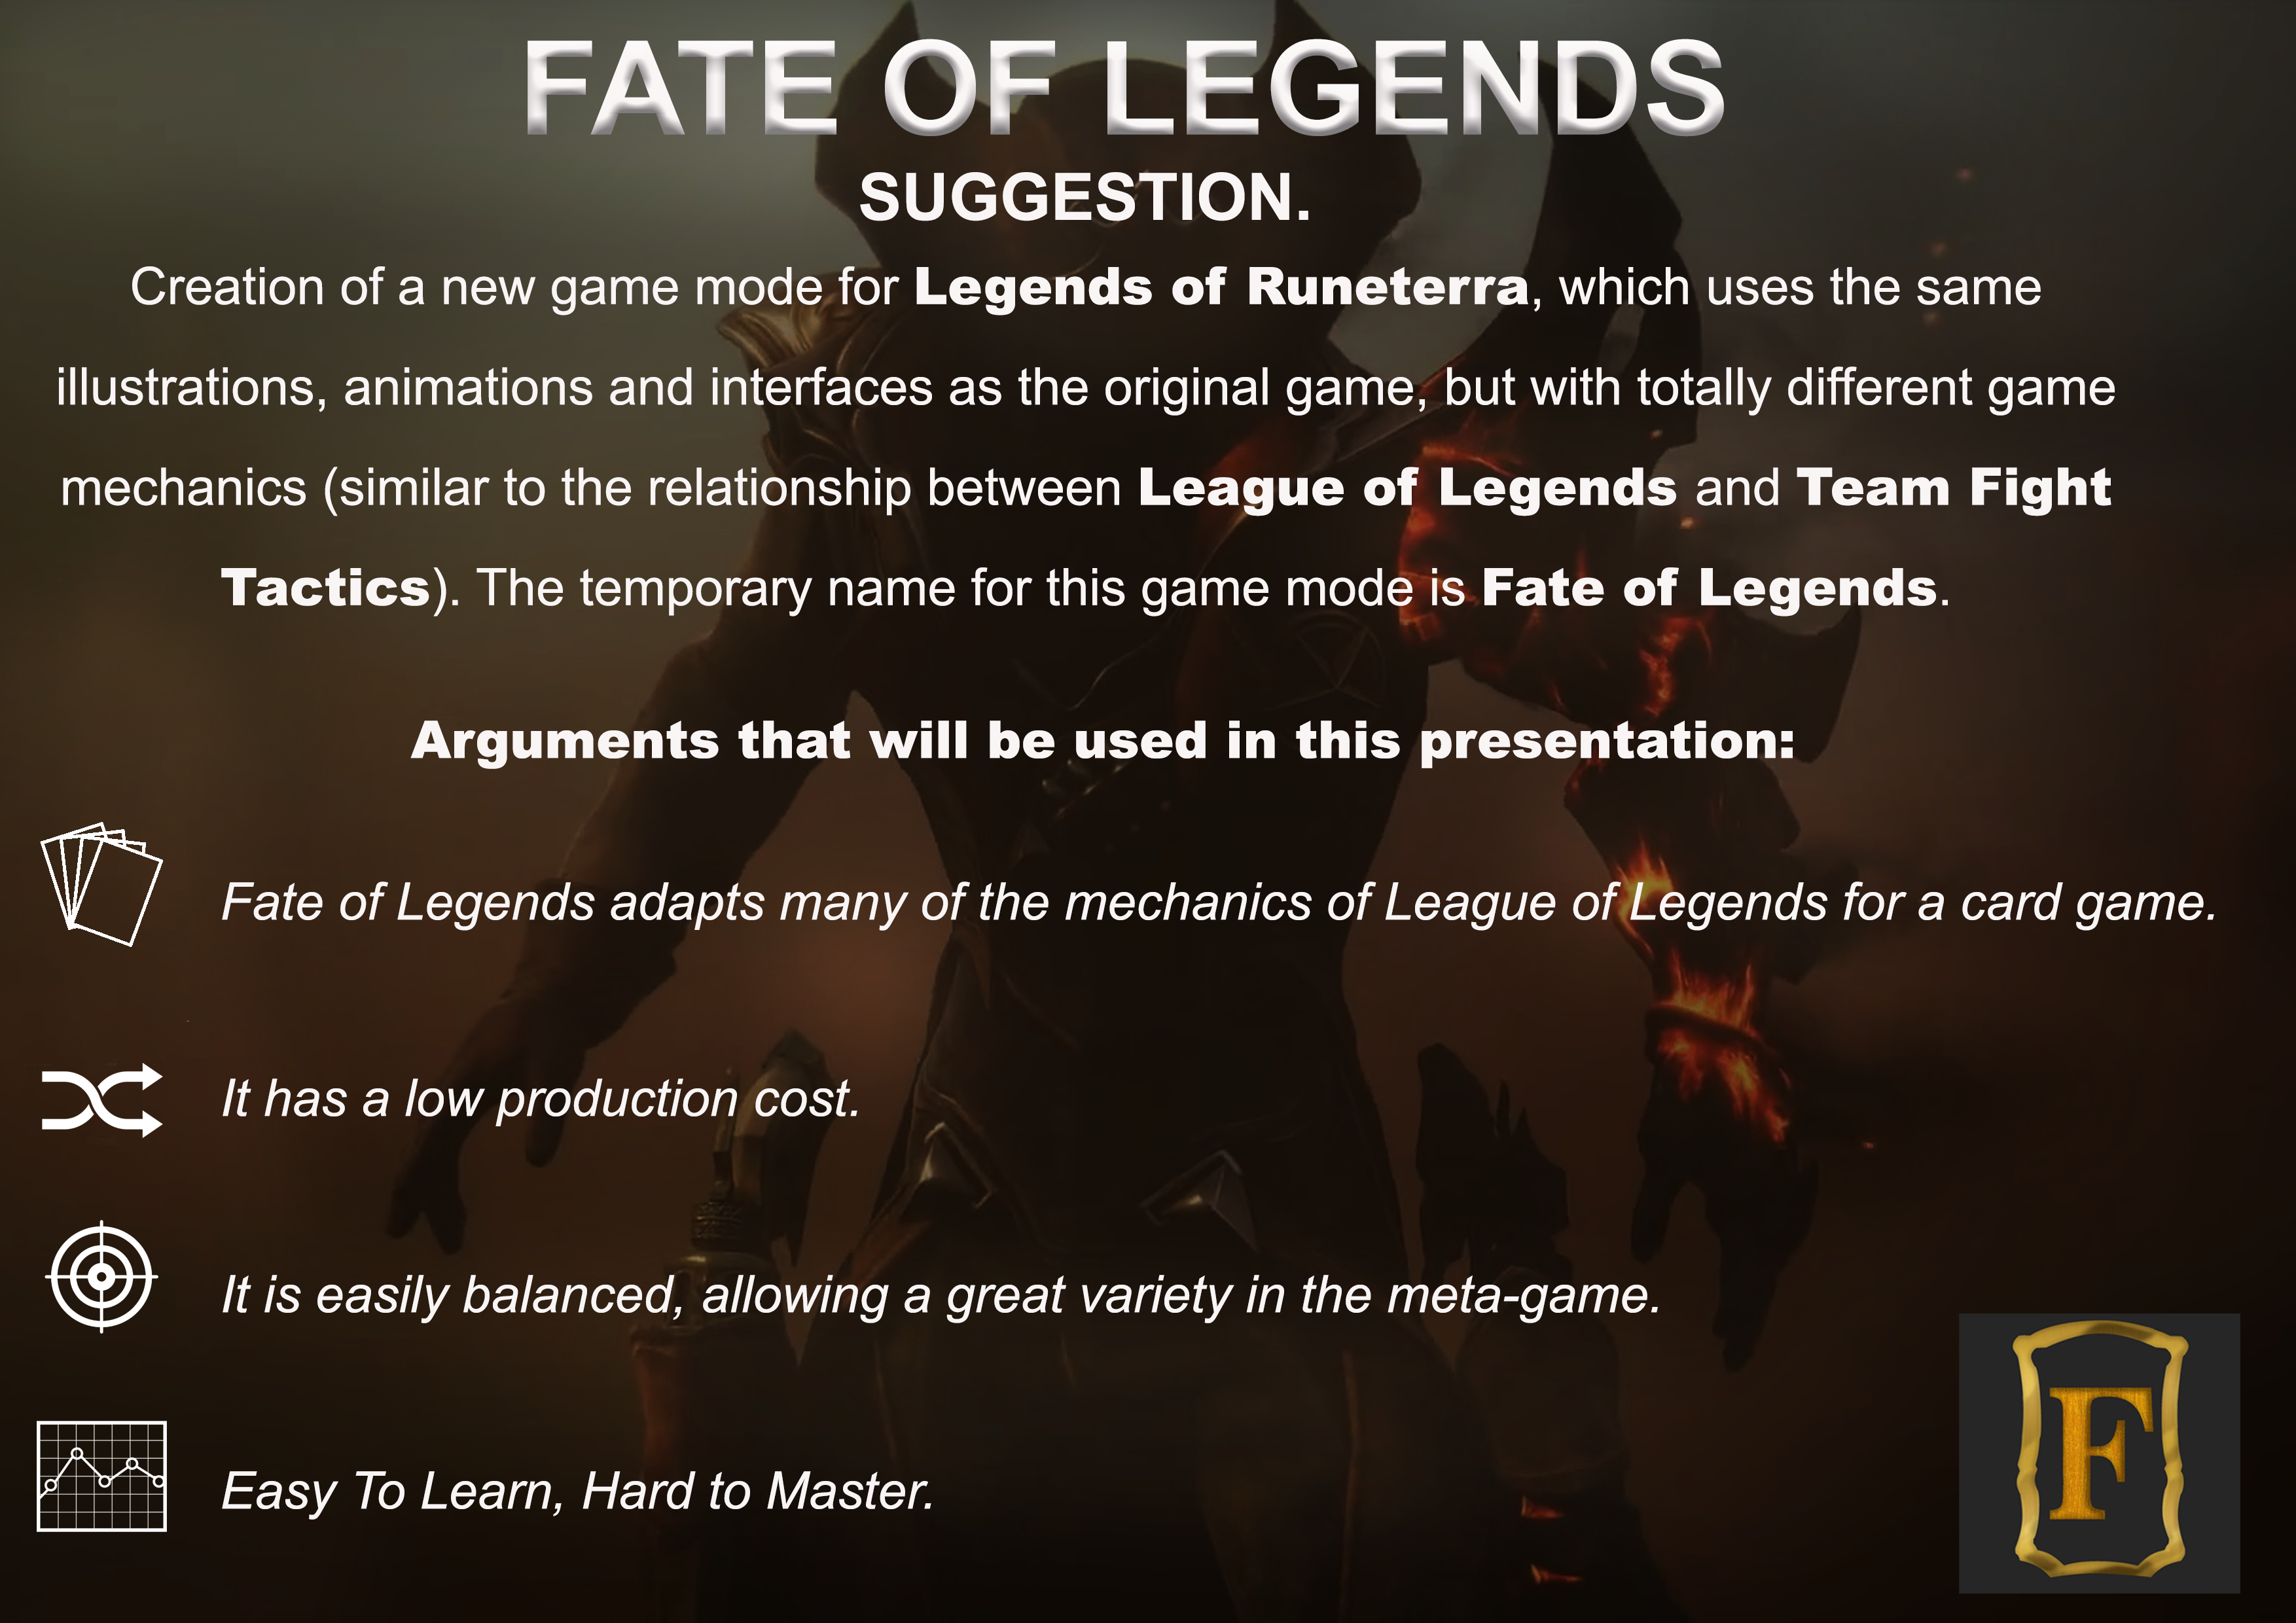 FATE OF LEGENDS
SUGGESTION.
Creation of a new game mode for Legends of Runeterra, which uses the same
illustrations, animations and interfaces as the original game, but with totally different game
mechanics (similar to the relationship between League of Legends and Team Fight
Tactics). The temporary name for this game mode is Fate of Legends.
Arguments that will be used in this presentation:
Fate of Legends adapts many of the mechanics of League of Legends for a card game.
It has a low production cost.
It is easily balanced, allowing a great variety in the meta-game.
Easy To Learn, Hard to Master.
F